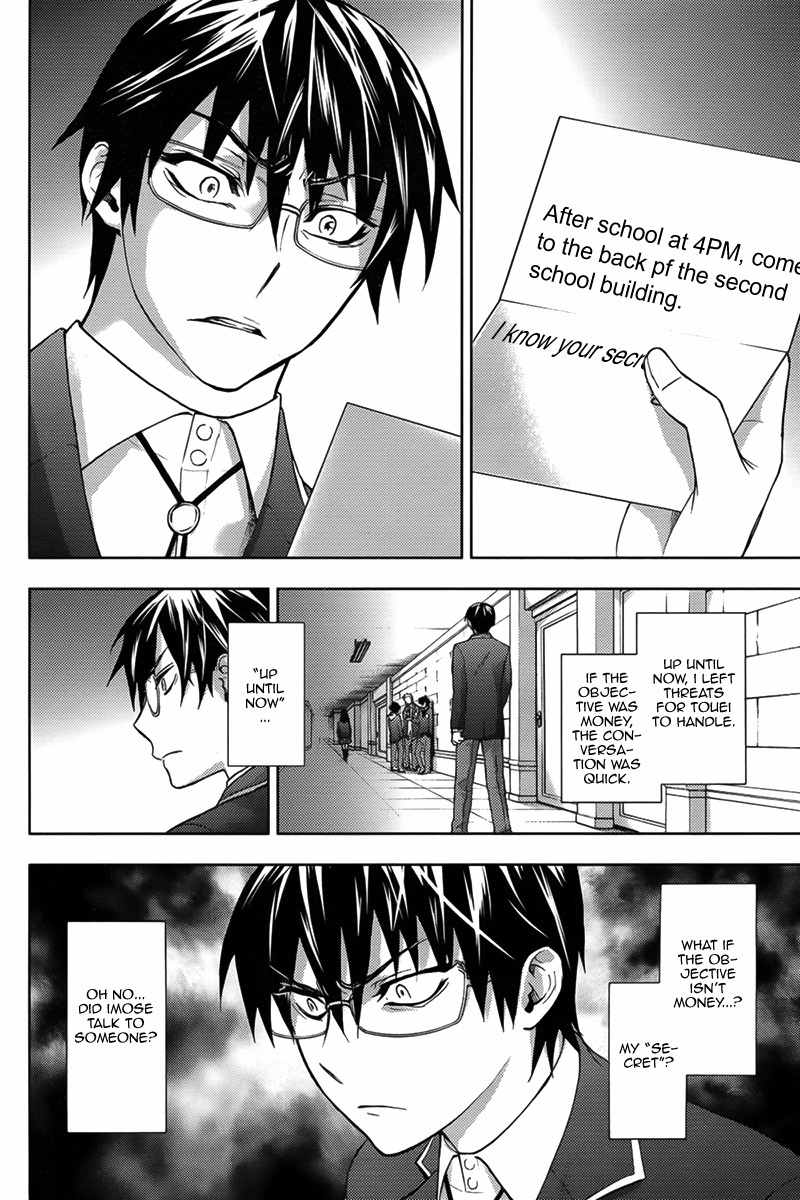 After school at 4PM, come
to the back pf the second
school building.
I know your secr
UP UNTIL
NOW, I LEFT
THREATS
FOR TOUEI
TO HANDLE.
IF THE
OBJEC-
TIVE WAS
MONEY,
THE CON-
VERSA-
TION WAS
QUICK.
"UP
UNTIL
NOW"
...
WHAT IF
THE OB-
JECTIVE
ISN'T
MONEY...?
MY "SE-
CRET"?
OH NO...
DID IMOSE
TALK TO
SOMEONE?